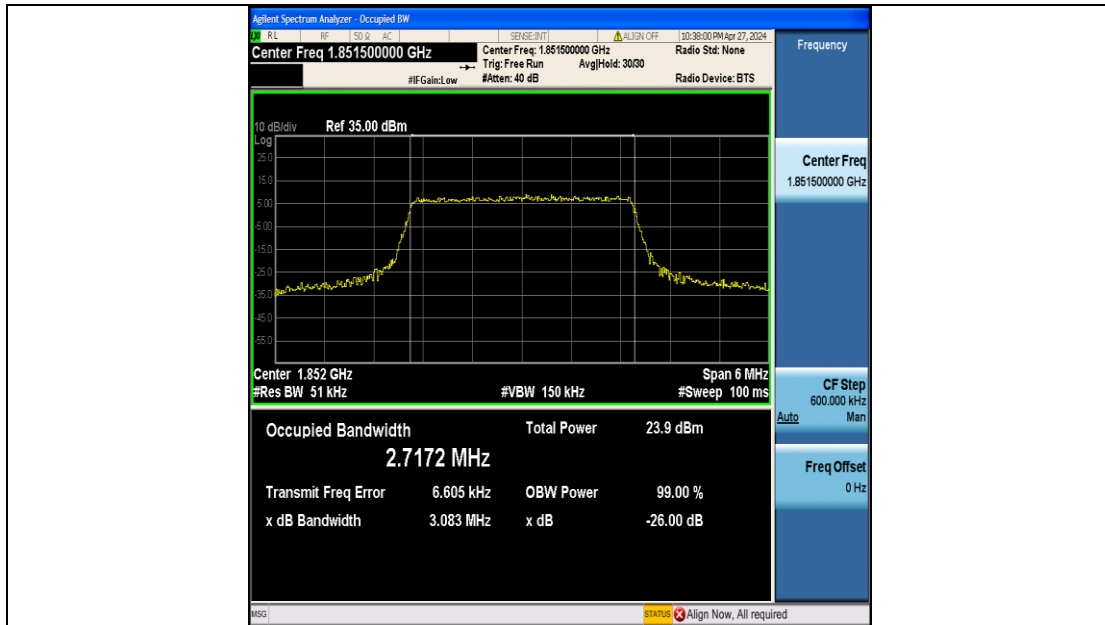 Agilent Spectrum Analyzer - Occupied BW
RL RF 50 Ω AC SENSE:INT ALIGN OFF 10:38:00 PM Apr 27, 2024
Center Freq 1.851500000 GHz
Center Freq: 1.851500000 GHz Radio Std: None
Trig: Free Run Avg|Hold: 30/30
#IFGain:Low #Atten: 40 dB Radio Device: BTS
Frequency
10 dB/div Ref 35.00 dBm
Log
25.0
15.0
5.00
-5.00
-15.0
-25.0
-35.0
-45.0
-55.0
Center 1.852 GHz Span 6 MHz
#Res BW 51 kHz #VBW 150 kHz #Sweep 100 ms
Occupied Bandwidth Total Power 23.9 dBm
2.7172 MHz
Transmit Freq Error 6.605 kHz OBW Power 99.00 %
x dB Bandwidth 3.083 MHz x dB -26.00 dB
Center Freq
1.851500000 GHz
CF Step
600.000 kHz
Auto Man
Freq Offset
0 Hz
MSG STATUS Align Now, All required